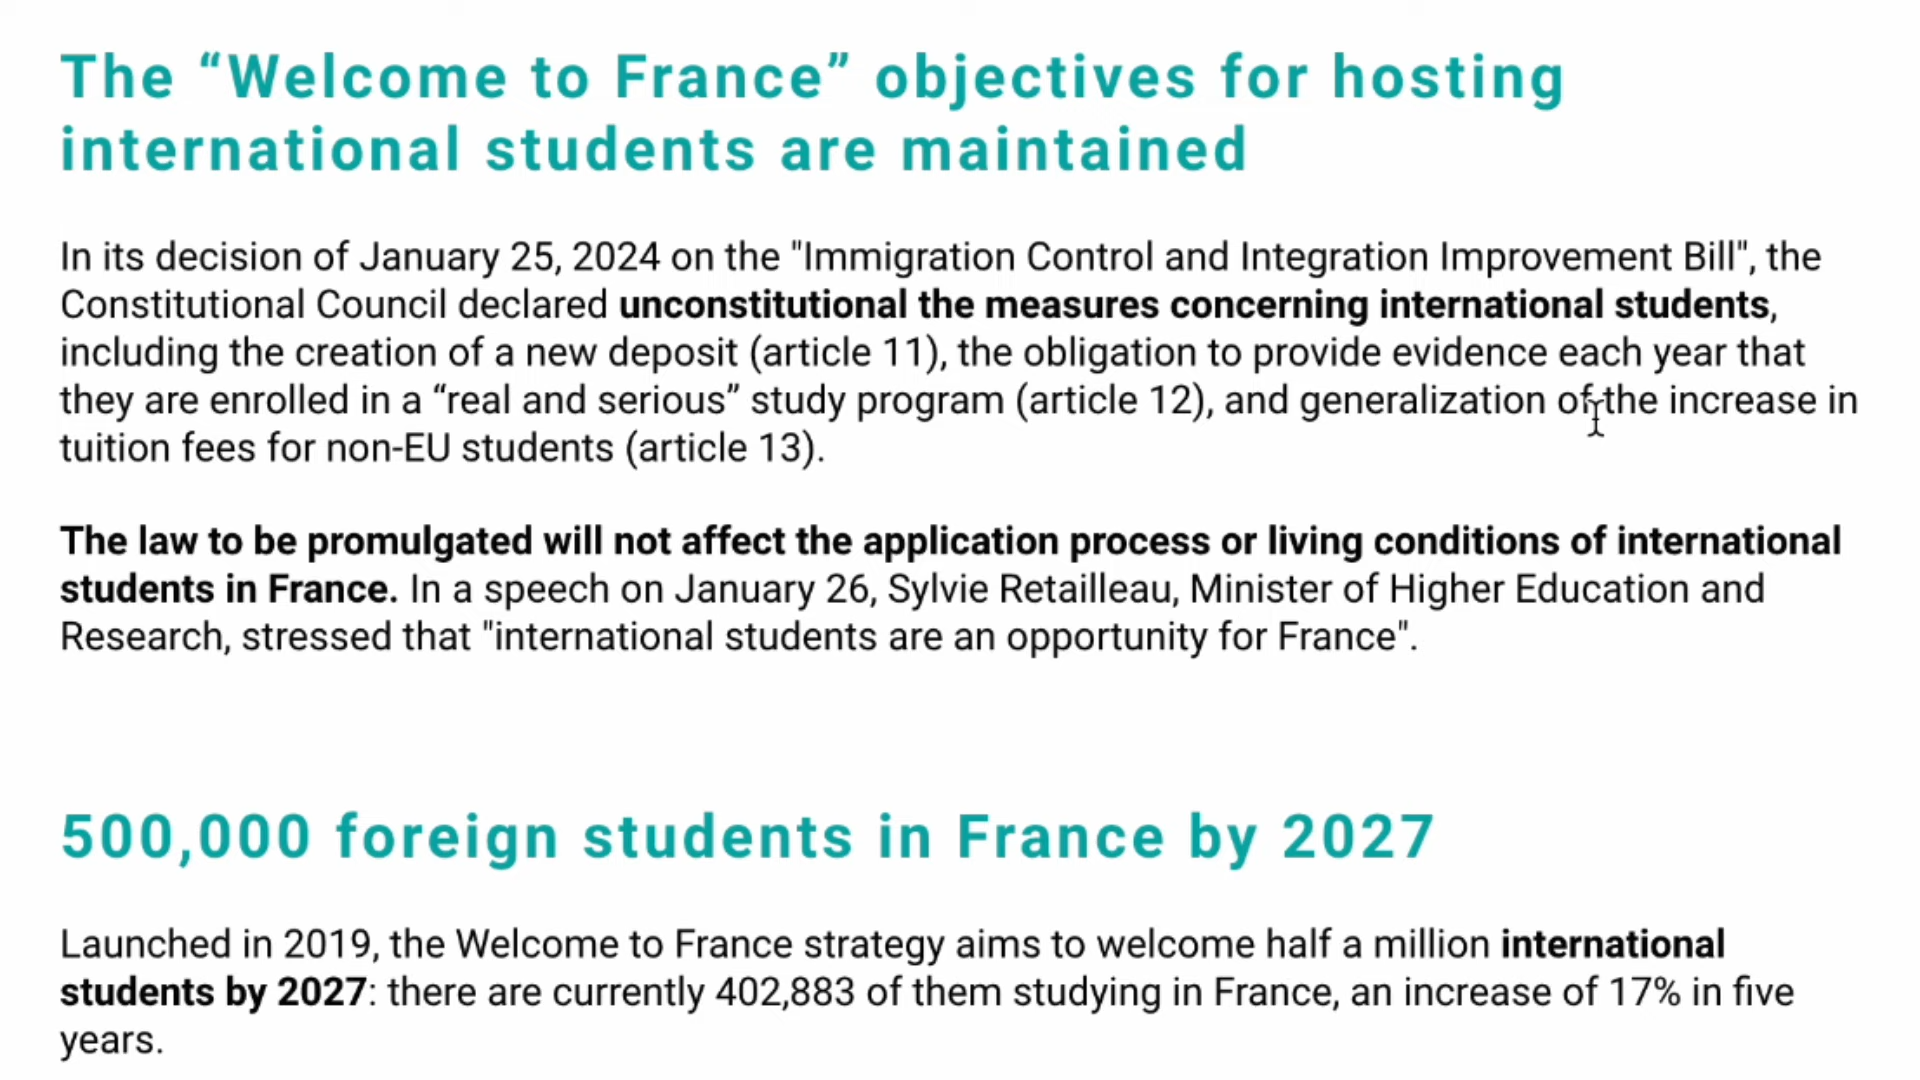 The “Welcome to France” objectives for hosting
international students are maintained
In its decision of January 25, 2024 on the "Immigration Control and Integration Improvement Bill", the
Constitutional Council declared unconstitutional the measures concerning international students,
including the creation of a new deposit (article 11), the obligation to provide evidence each year that
they are enrolled in a “real and serious” study program (article 12), and generalization of the increase in
tuition fees for non-EU students (article 13).
The law to be promulgated will not affect the application process or living conditions of international
students in France. In a speech on January 26, Sylvie Retailleau, Minister of Higher Education and
Research, stressed that "international students are an opportunity for France".
500,000 foreign students in France by 2027
Launched in 2019, the Welcome to France strategy aims to welcome half a million international
students by 2027: there are currently 402,883 of them studying in France, an increase of 17% in five
years.